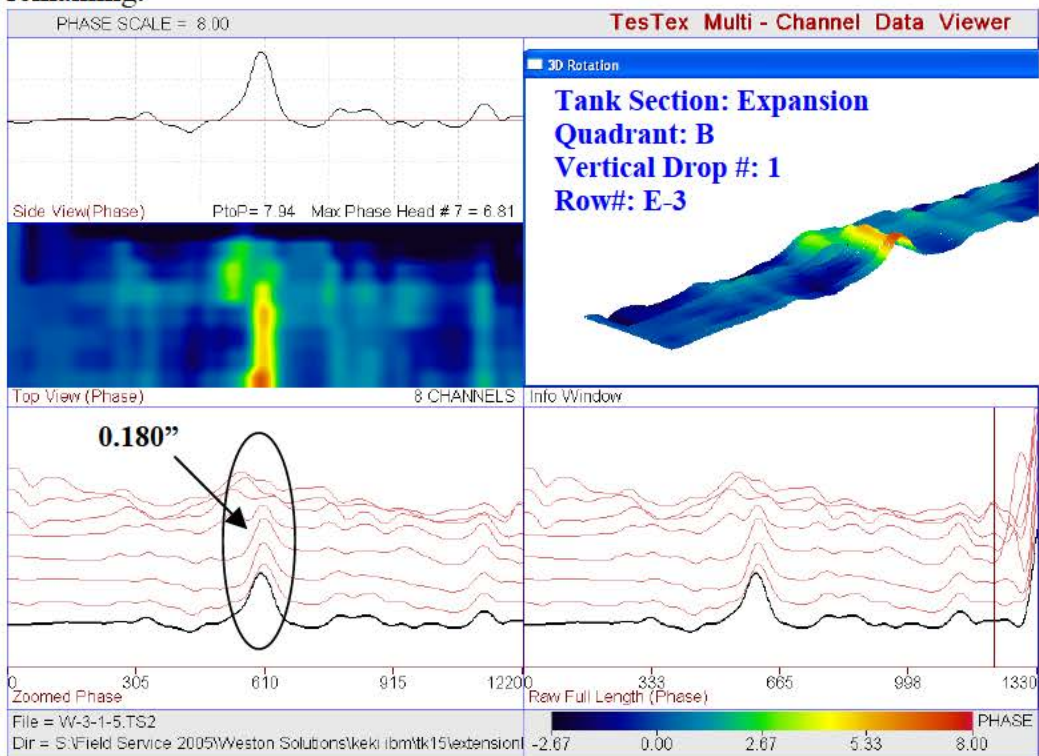 remaining.
PHASE SCALE = 8.00
TesTex Multi - Channel Data Viewer
3D Rotation
Tank Section: Expansion
Quadrant: B
Vertical Drop #: 1
Row#: E-3
Side View(Phase) PtoP= 7.94 Max Phase Head # 7 = 6.81
Top View (Phase) 8 CHANNELS
Info Window
0.180”
0 305 610 915 1220
Zoomed Phase
0 333 665 998 1330
Raw Full Length (Phase)
File = W-3-1-5.TS2
Dir = S:\Field Service 2005\Weston Solutions\keki ibm\tk15\extension
PHASE
-2.67 0.00 2.67 5.33 8.00